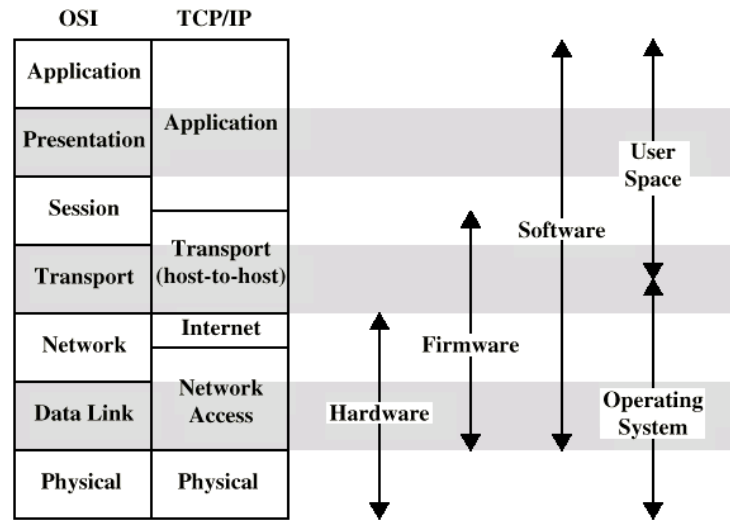 OSI TCP/IP
Application
Presentation
Session
Transport
Network
Data Link
Physical
Application
Transport
(host-to-host)
Internet
Network
Access
Physical
Hardware
Firmware
Software
User
Space
Operating
System